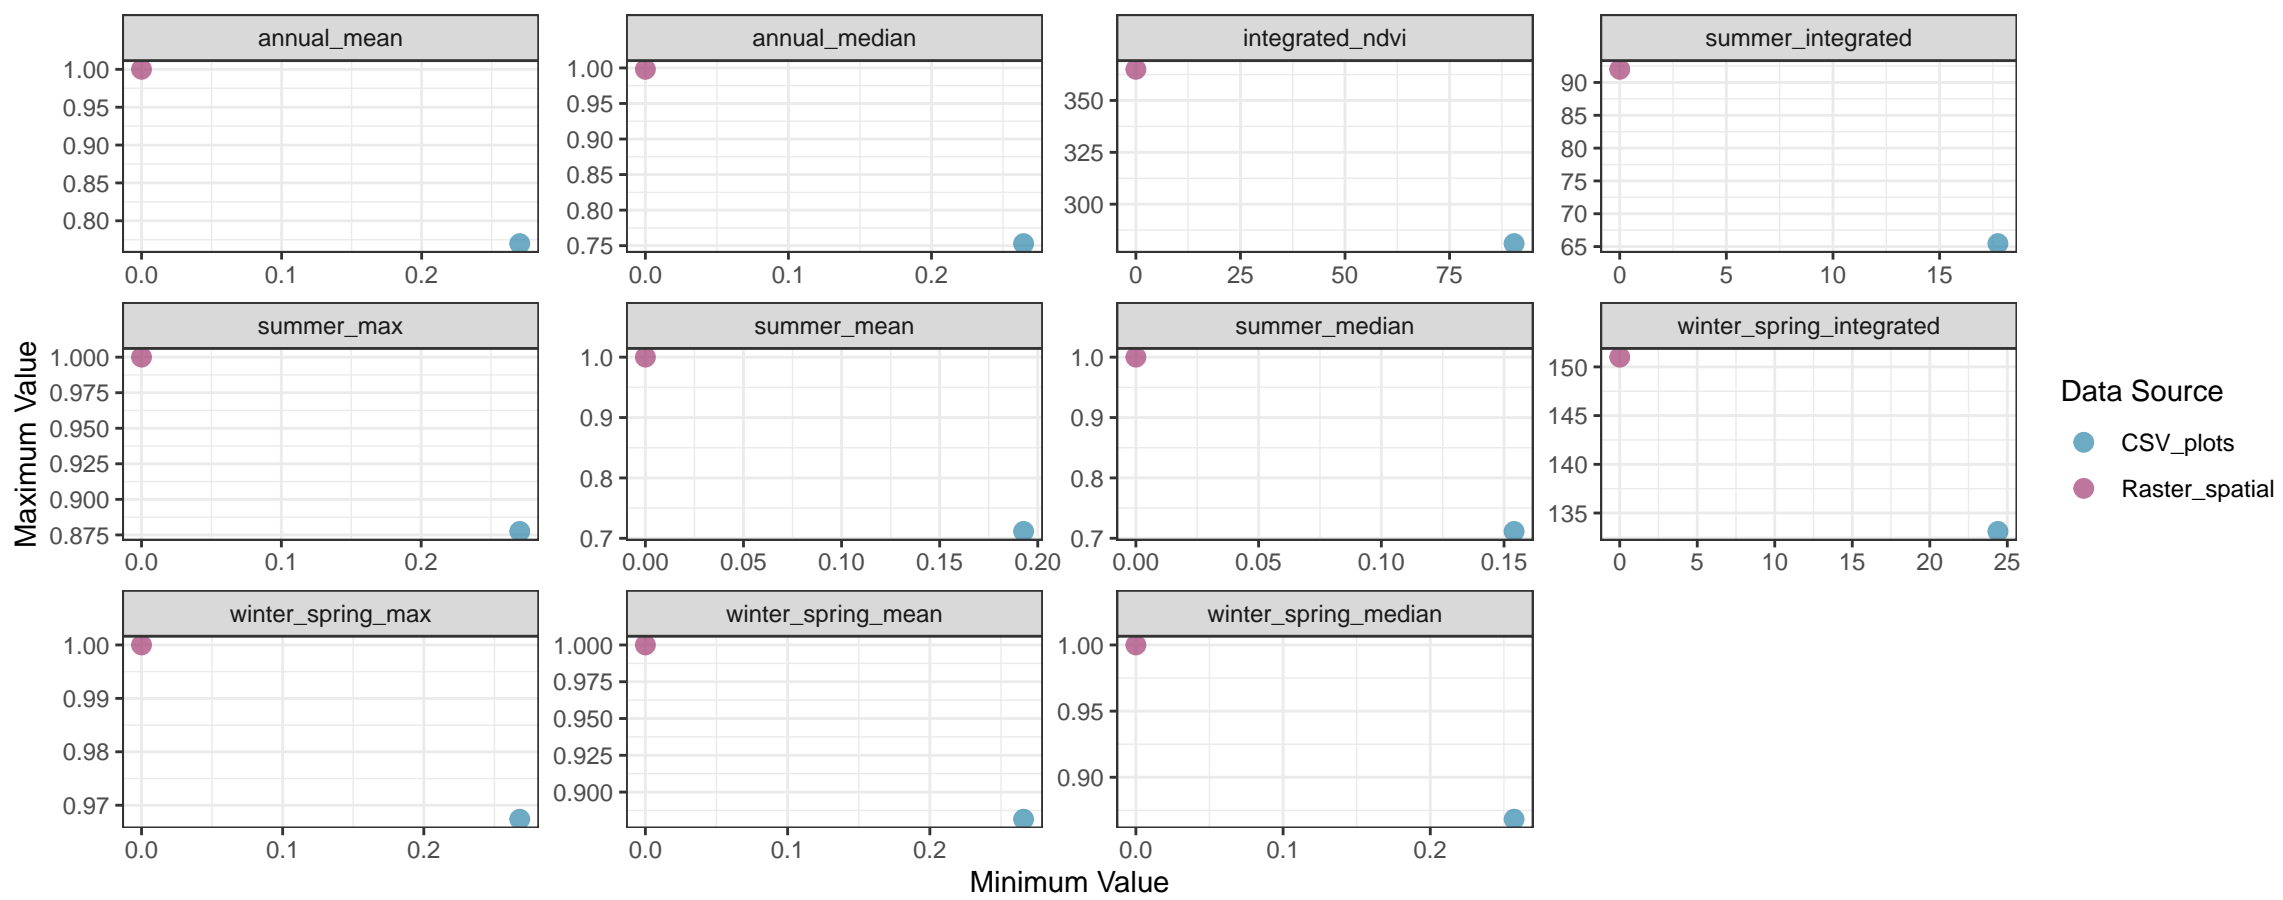 annual_mean
annual_median
integrated_ndvi
summer_integrated
1.00
0.95
0.90
0.85
0.80
0.0 0.1 0.2
1.00
0.95
0.90
0.85
0.80
0.75
0.0 0.1 0.2
350
325
300
0 25 50 75
90
85
80
75
70
65
0 5 10 15
summer_max
summer_mean
summer_median
winter_spring_integrated
1.000
0.975
0.950
0.925
0.900
0.875
0.0 0.1 0.2
1.0
0.9
0.8
0.7
0.00 0.05 0.10 0.15 0.20
1.0
0.9
0.8
0.7
0.00 0.05 0.10 0.15
150
145
140
135
0 5 10 15 20 25
winter_spring_max
winter_spring_mean
winter_spring_median
1.00
0.99
0.98
0.97
0.0 0.1 0.2
1.000
0.975
0.950
0.925
0.900
0.0 0.1 0.2
1.00
0.95
0.90
0.0 0.1 0.2
Maximum Value
Minimum Value
Data Source
CSV_plots
Raster_spatial